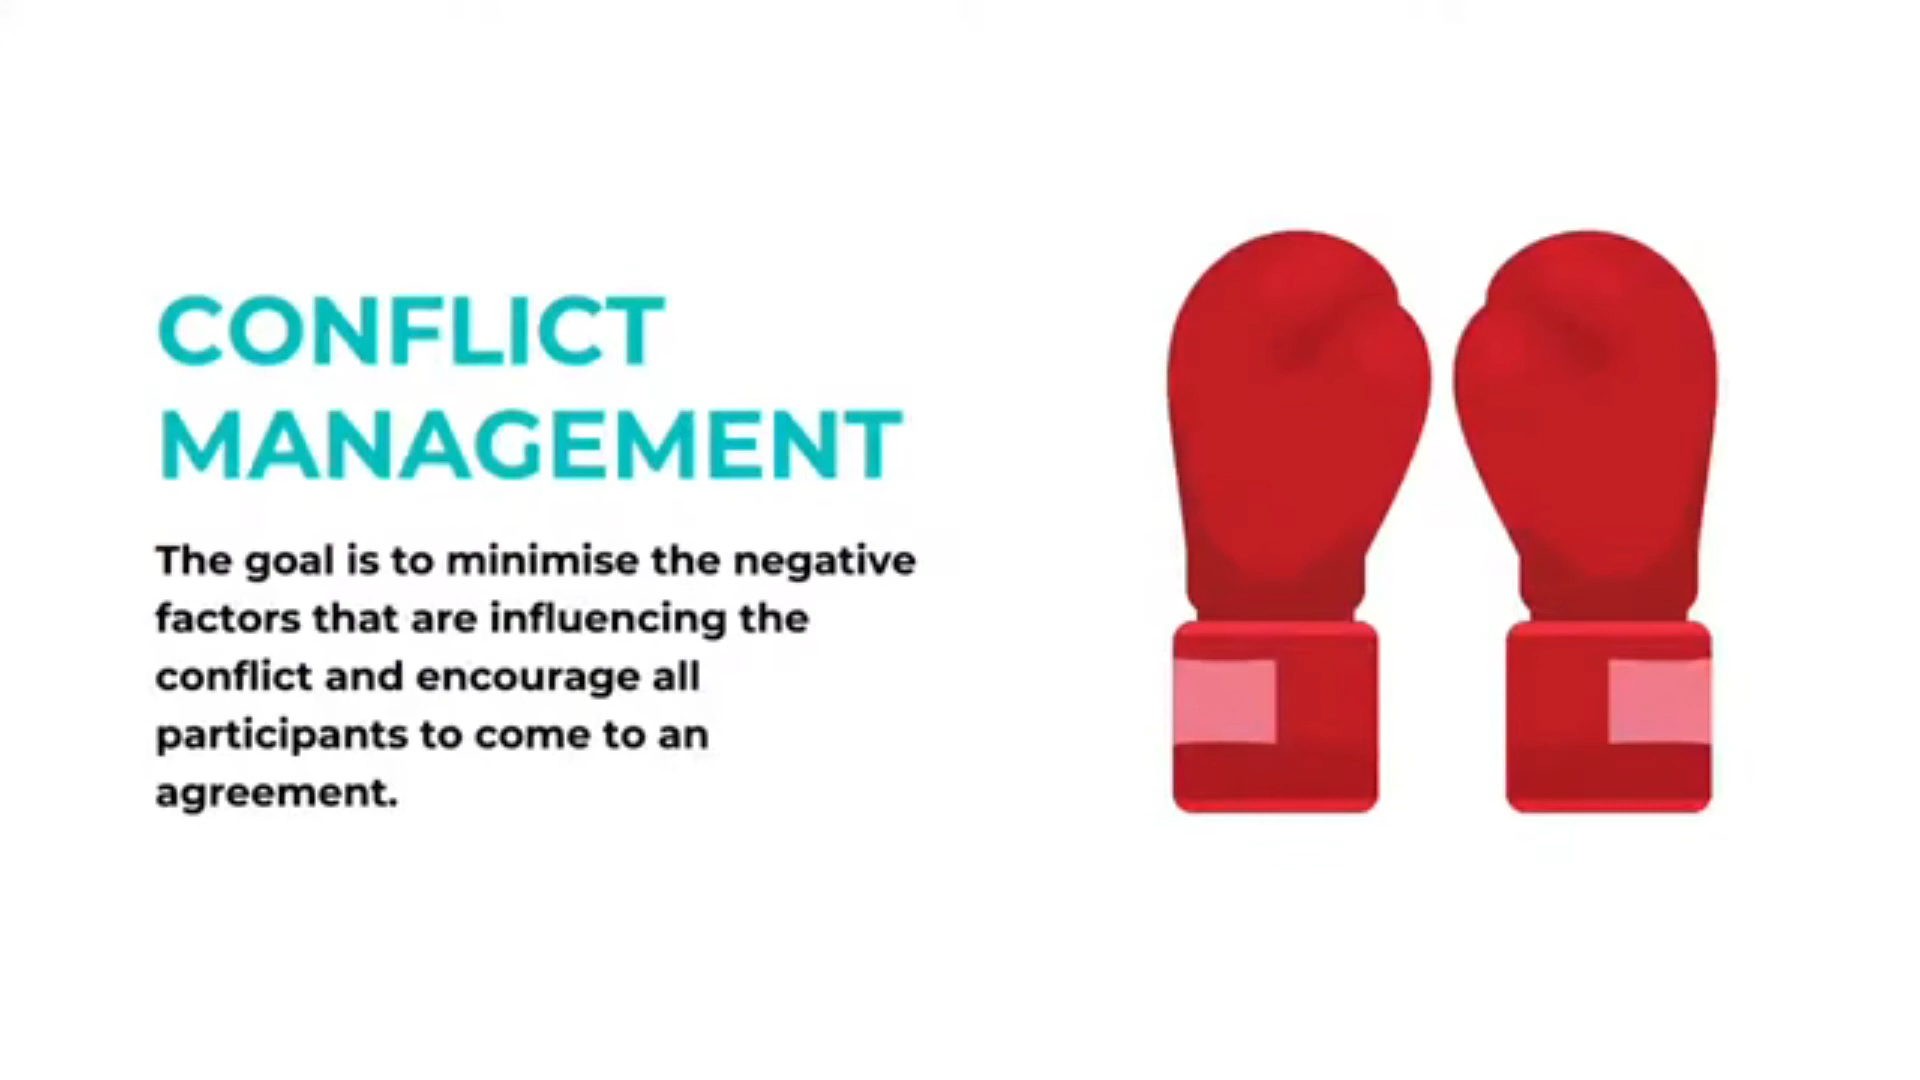 CONFLICT
MANAGEMENT
The goal is to minimise the negative
factors that are influencing the
conflict and encourage all
participants to come to an
agreement.